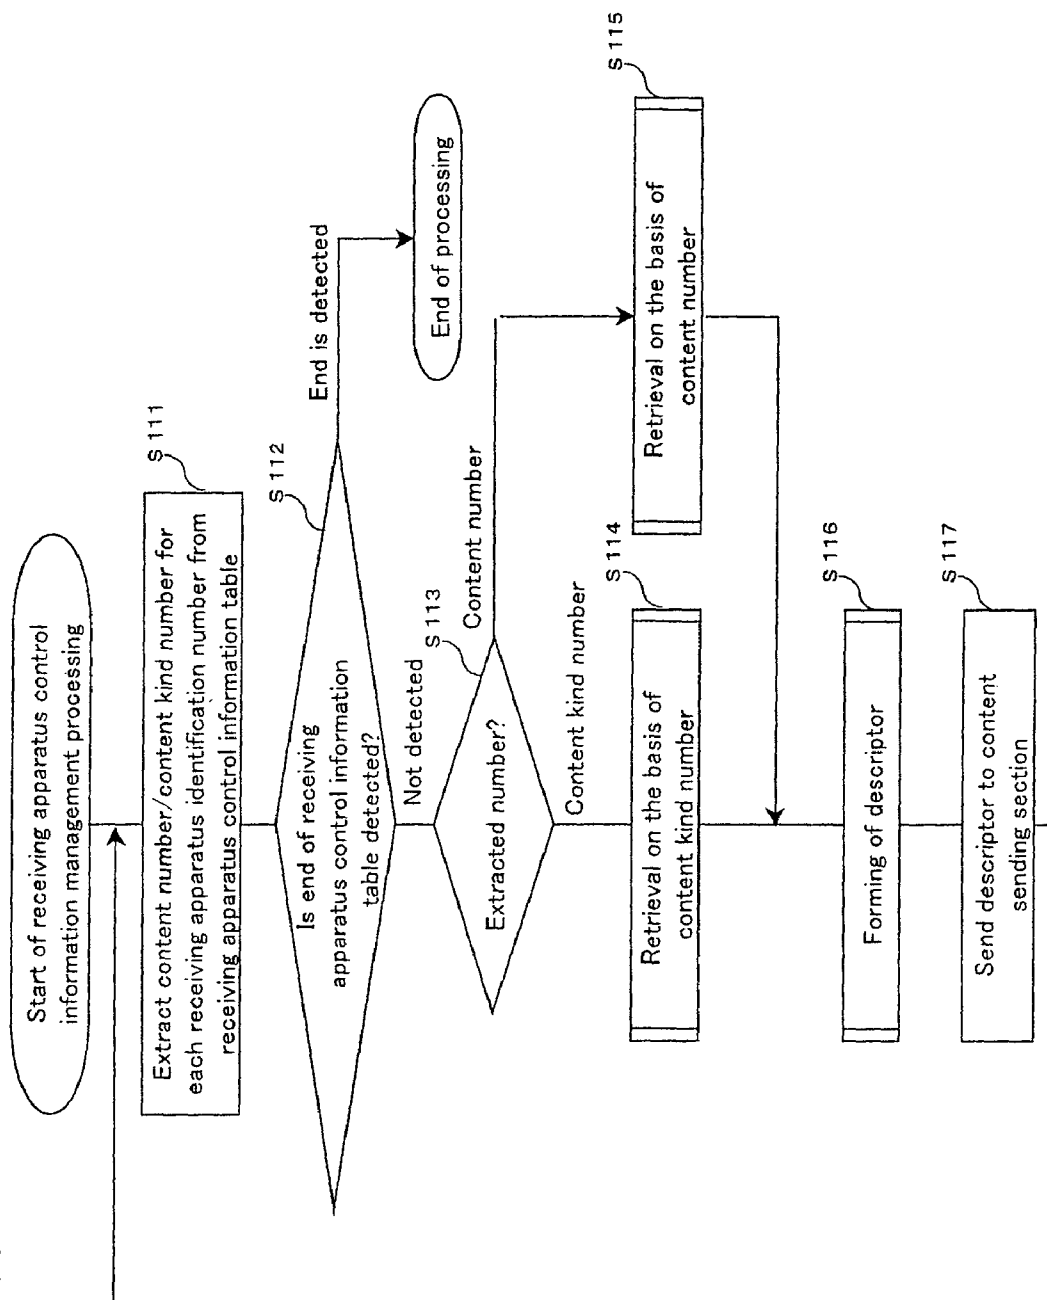 Start of receiving apparatus control
information management processing
S111
Extract content number/content kind number for
each receiving apparatus identification number from
receiving apparatus control information table
S112
Is end of receiving
apparatus control information
table detected?
End is detected
End of processing
Not detected
S113
Extracted number?
Content number
Content kind number
S114
Retrieval on the basis of
content kind number
S115
Retrieval on the basis of
content number
S116
Forming of descriptor
S117
Send descriptor to content
sending section